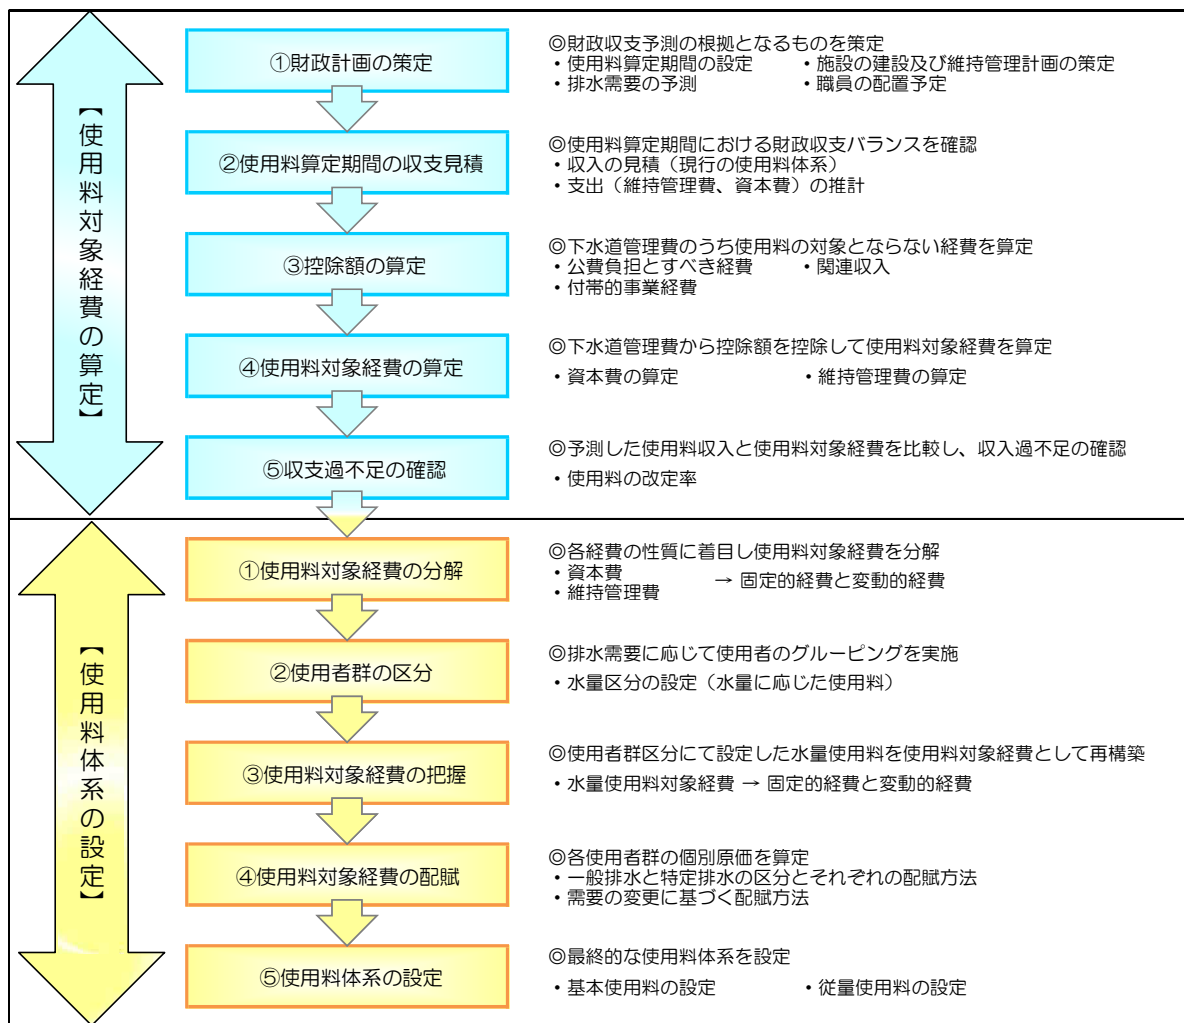 【使用料対象経費の算定】
①財政計画の策定
◎財政収支予測の根拠となるものを策定
・使用料算定期間の設定 ・施設の建設及び維持管理計画の策定
・排水需要の予測 ・職員の配置予定
②使用料算定期間の収支見積
◎使用料算定期間における財政収支バランスを確認
・収入の見積（現行の使用料体系）
・支出（維持管理費、資本費）の推計
③控除額の算定
◎下水道管理費のうち使用料の対象とならない経費を算定
・公費負担とすべき経費 ・関連収入
・付帯的事業経費
④使用料対象経費の算定
◎下水道管理費から控除額を控除して使用料対象経費を算定
・資本費の算定 ・維持管理費の算定
⑤収支過不足の確認
◎予測した使用料収入と使用料対象経費を比較し、収入過不足の確認
・使用料の改定率
【使用料体系の設定】
①使用料対象経費の分解
◎各経費の性質に着目し使用料対象経費を分解
・資本費
・維持管理費
→ 固定的経費と変動的経費
②使用者群の区分
◎排水需要に応じて使用者のグルーピングを実施
・水量区分の設定（水量に応じた使用料）
③使用料対象経費の把握
◎使用者群区分にて設定した水量使用料を使用料対象経費として再構築
・水量使用料対象経費 → 固定的経費と変動的経費
④使用料対象経費の配賦
◎各使用者群の個別原価を算定
・一般排水と特定排水の区分とそれぞれの配賦方法
・需要の変更に基づく配賦方法
⑤使用料体系の設定
◎最終的な使用料体系を設定
・基本使用料の設定 ・従量使用料の設定